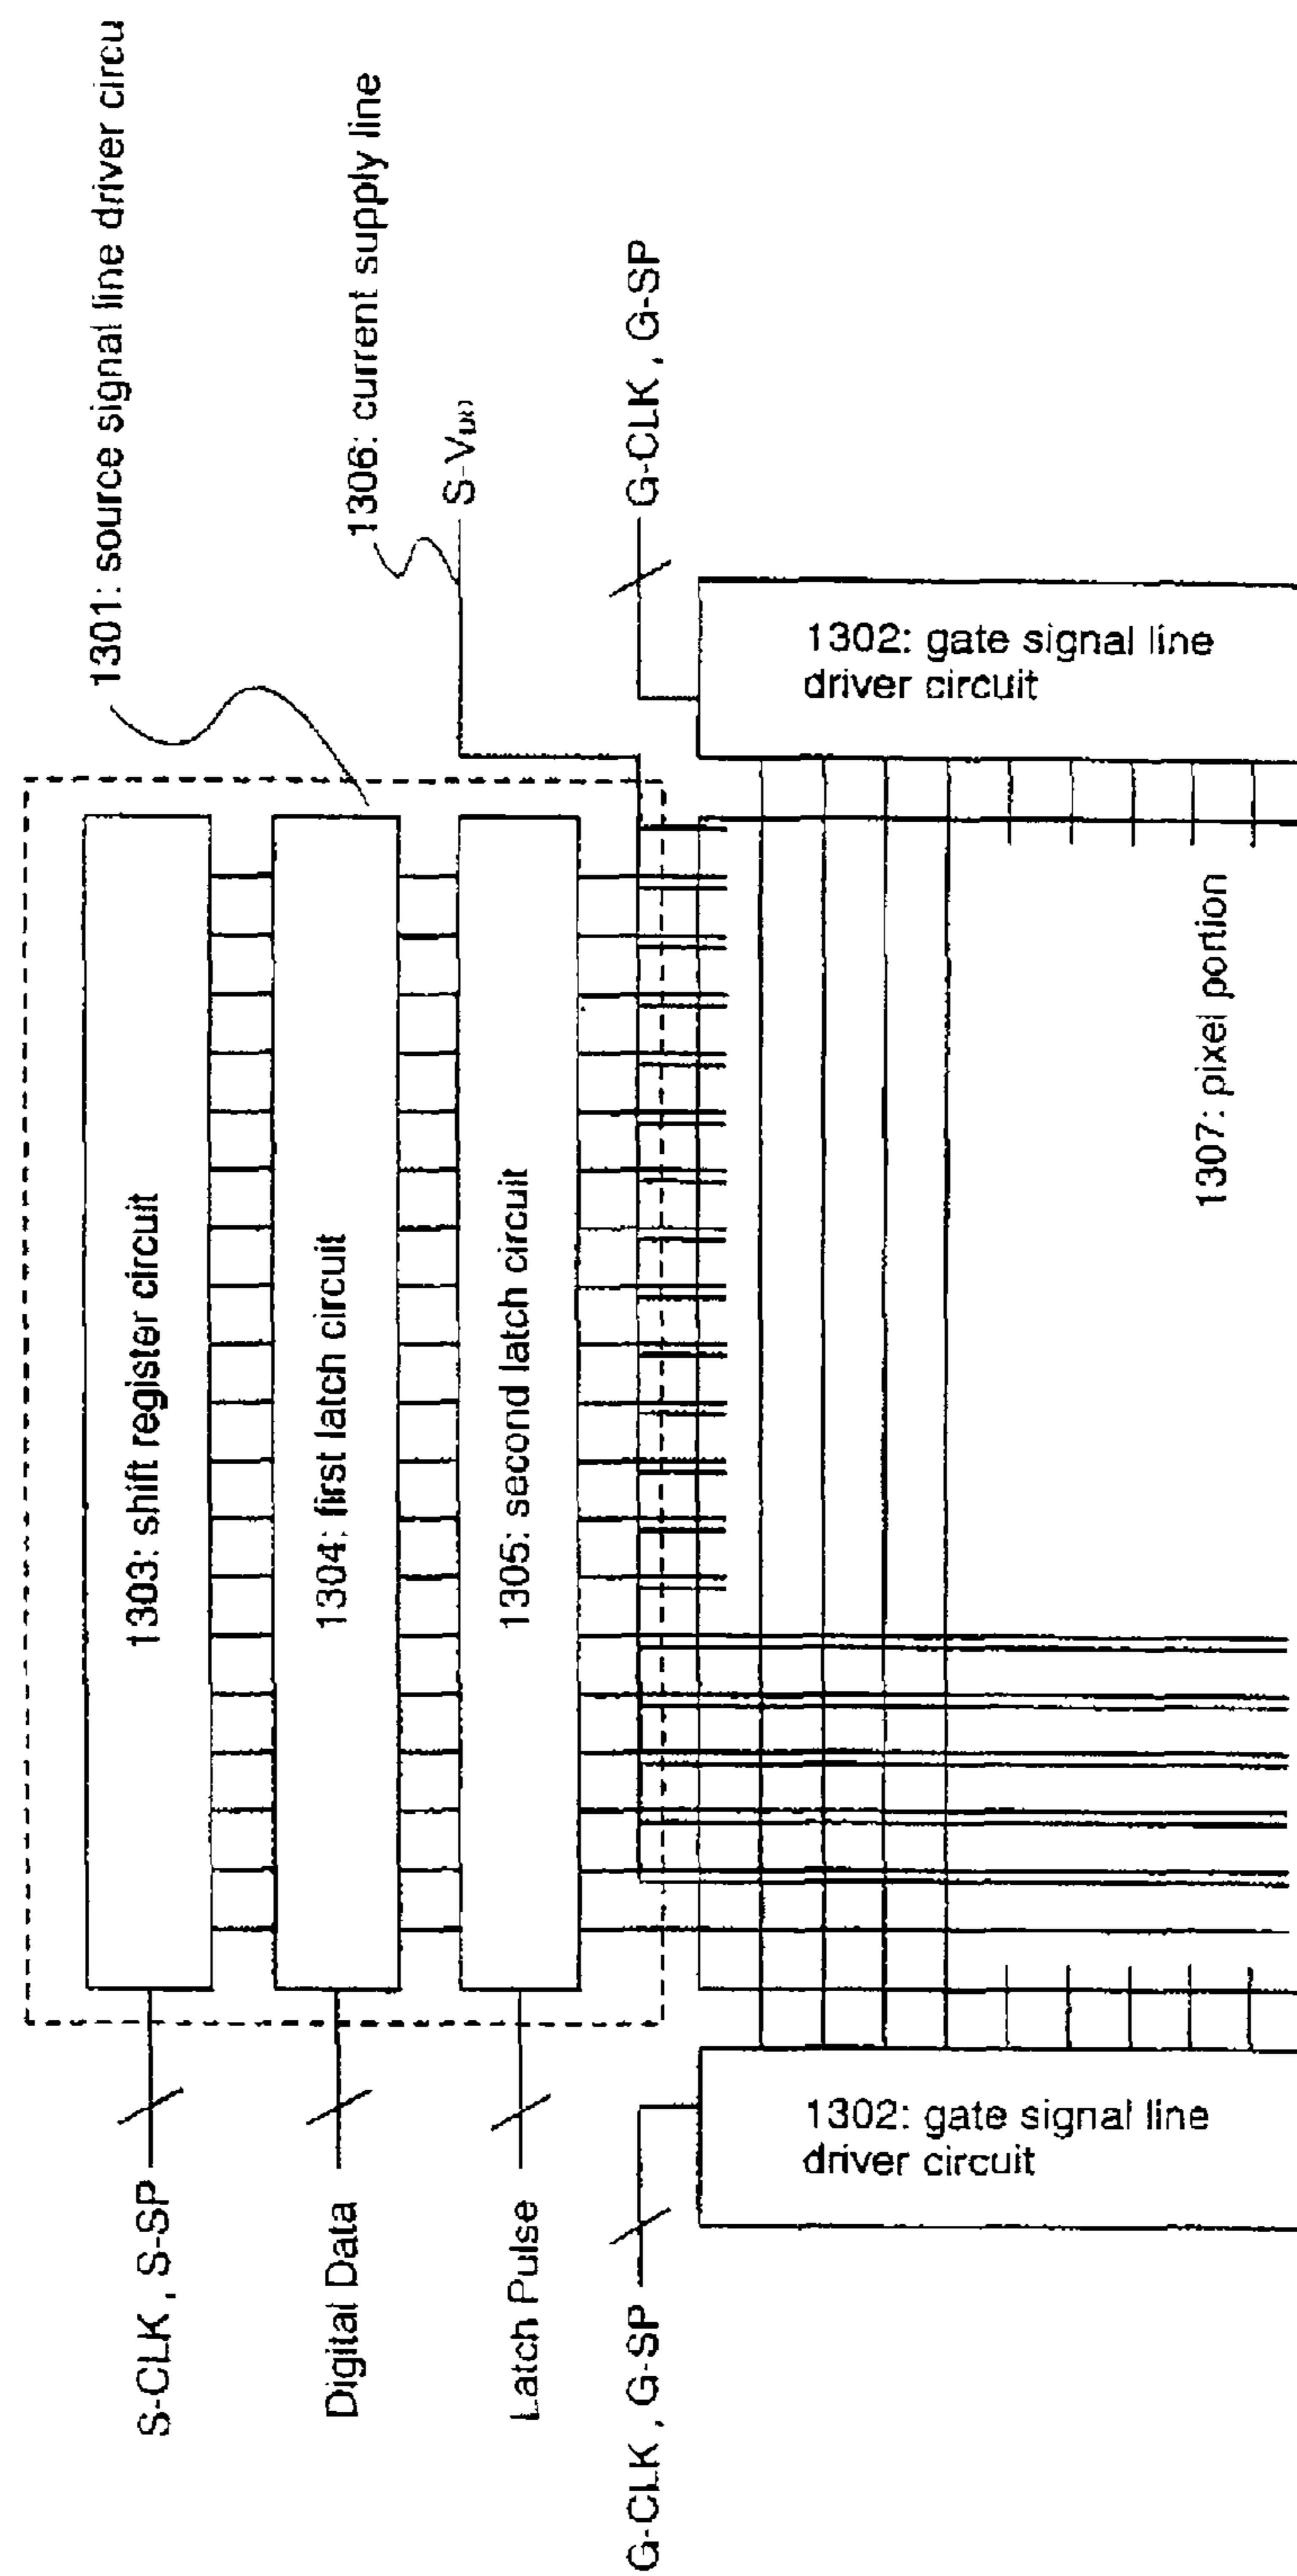 1301: source signal line driver circu
1306: current supply line
S-VDD
G-CLK , G-SP
1302: gate signal line
driver circuit
1303: shift register circuit
1304: first latch circuit
1305: second latch circuit
1307: pixel portion
S-CLK , S-SP
Digital Data
Latch Pulse
G-CLK , G-SP
1302: gate signal line
driver circuit